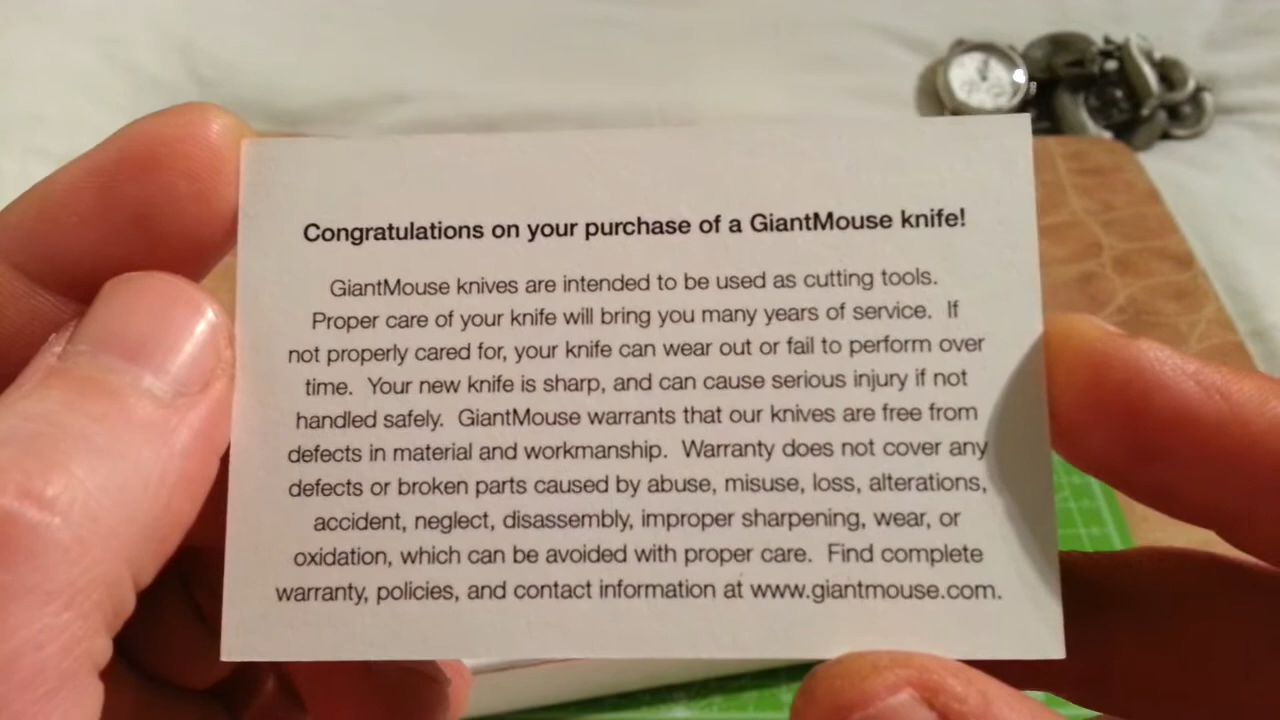 Congratulations on your purchase of a GiantMouse knife!
GiantMouse knives are intended to be used as cutting tools.
Proper care of your knife will bring you many years of service.  If
not properly cared for, your knife can wear out or fail to perform over
time.  Your new knife is sharp, and can cause serious injury if not
handled safely.  GiantMouse warrants that our knives are free from
defects in material and workmanship.  Warranty does not cover any
defects or broken parts caused by abuse, misuse, loss, alterations,
accident, neglect, disassembly, improper sharpening, wear, or
oxidation, which can be avoided with proper care.  Find complete
warranty, policies, and contact information at www.giantmouse.com.